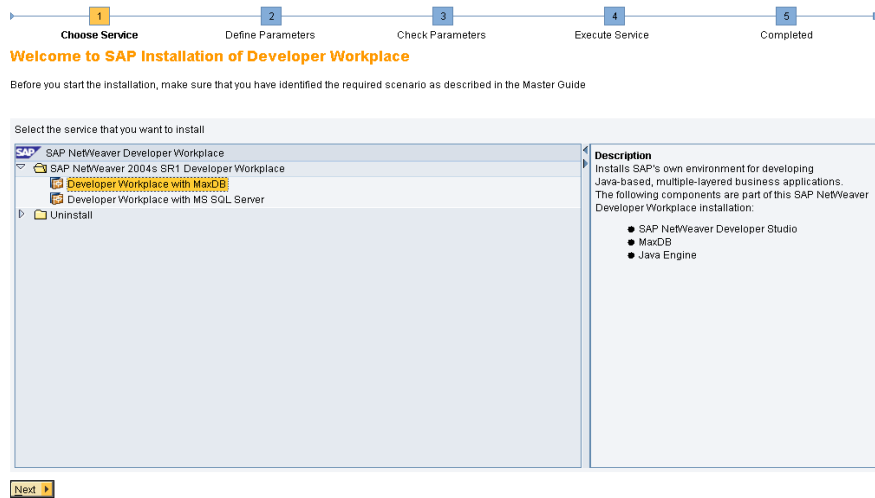 1 2 3 4 5
Choose Service Define Parameters Check Parameters Execute Service Completed
Welcome to SAP Installation of Developer Workplace
Before you start the installation, make sure that you have identified the required scenario as described in the Master Guide
Select the service that you want to install
SAP SAP NetWeaver Developer Workplace
SAP NetWeaver 2004s SR1 Developer Workplace
Developer Workplace with MaxDB
Developer Workplace with MS SQL Server
Uninstall
Description
Installs SAP's own environment for developing
Java-based, multiple-layered business applications.
The following components are part of this SAP NetWeaver
Developer Workplace installation:
SAP NetWeaver Developer Studio
MaxDB
Java Engine
Next